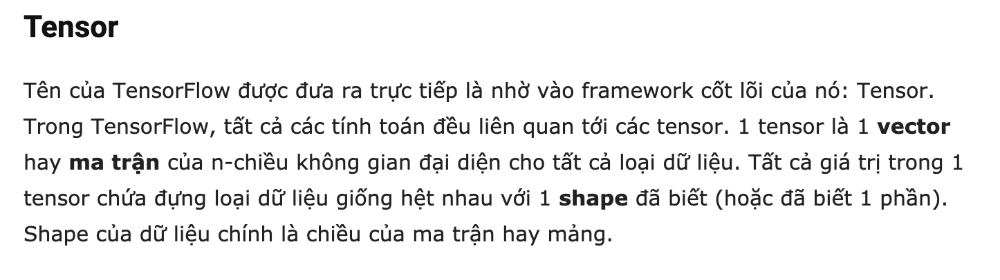 Tensor
Tên của TensorFlow được đưa ra trực tiếp là nhờ vào framework cốt lõi của nó: Tensor.
Trong TensorFlow, tất cả các tính toán đều liên quan tới các tensor. 1 tensor là 1 vector
hay ma trận của n-chiều không gian đại diện cho tất cả loại dữ liệu. Tất cả giá trị trong 1
tensor chứa đựng loại dữ liệu giống hệt nhau với 1 shape đã biết (hoặc đã biết 1 phần).
Shape của dữ liệu chính là chiều của ma trận hay mảng.